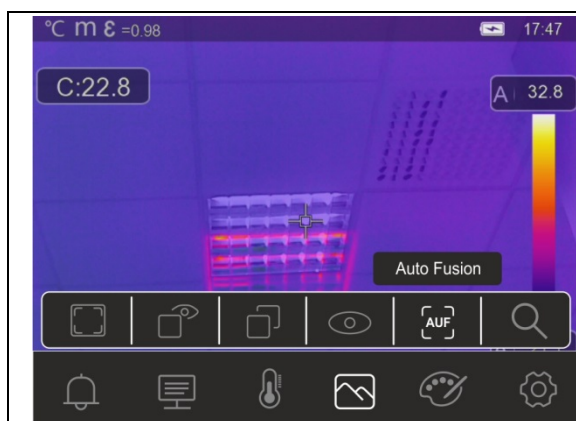 °C m ε =0.98
17:47
C:22.8
A 32.8
Auto Fusion
AUF